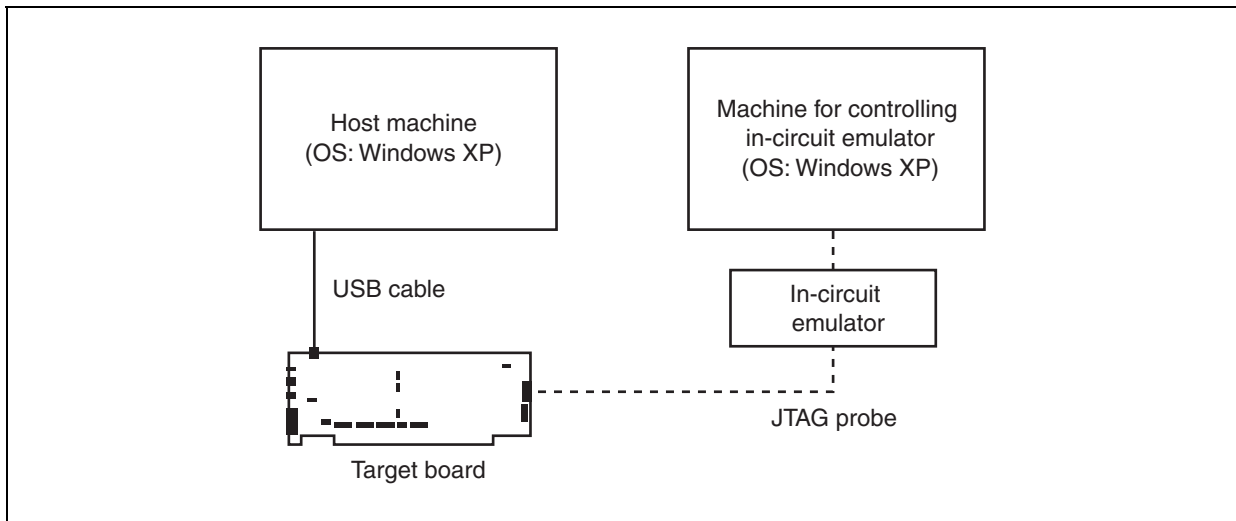 Host machine
(OS: Windows XP)
Machine for controlling
in-circuit emulator
(OS: Windows XP)
USB cable
In-circuit
emulator
JTAG probe
Target board